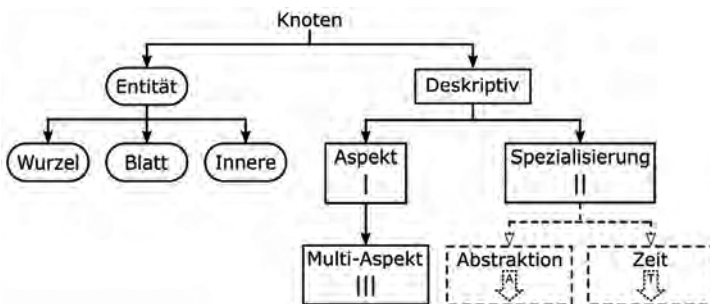 Knoten
Entität
Deskriptiv
Wurzel
Blatt
Innere
Aspekt
I
Spezialisierung
II
Multi-Aspekt
III
Abstraktion
A
Zeit
T